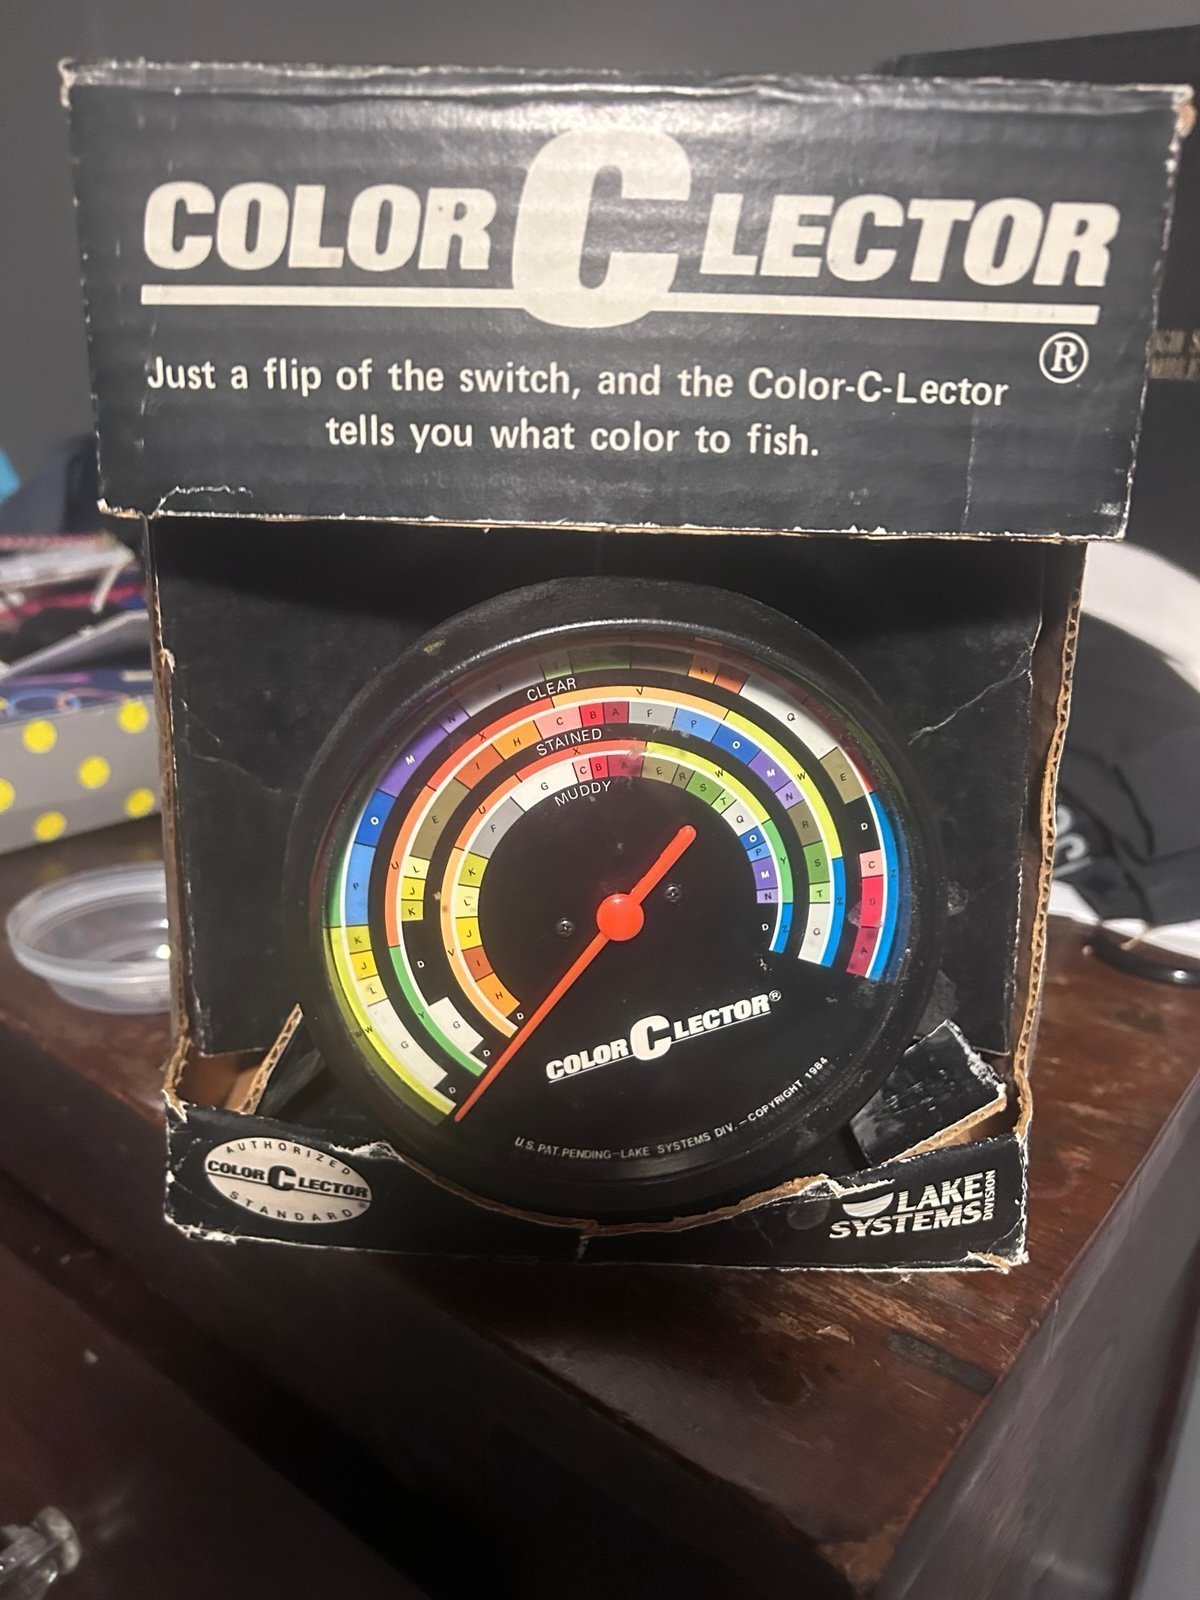 COLOR C LECTOR
®
Just a flip of the switch, and the Color-C-Lector
tells you what color to fish.
CLEAR
STAINED
MUDDY
COLOR C LECTOR®
U.S. PAT. PENDING—LAKE SYSTEMS DIV.—COPYRIGHT 1984
AUTHORIZED
COLOR C LECTOR
STANDARD
LAKE
SYSTEMS
DIVISION